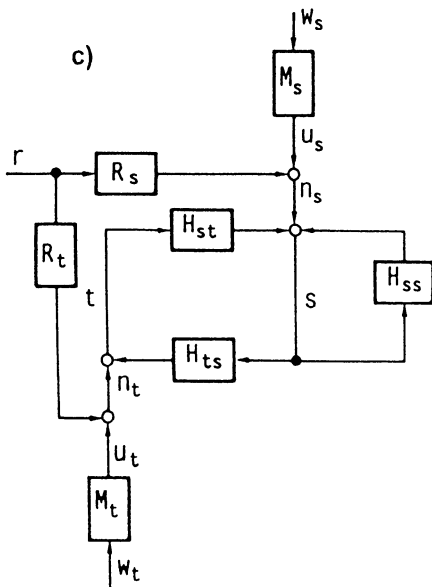 c)
w_s
M_s
u_s
r
R_s
n_s
H_st
R_t
t
S
H_ss
H_ts
n_t
u_t
M_t
w_t